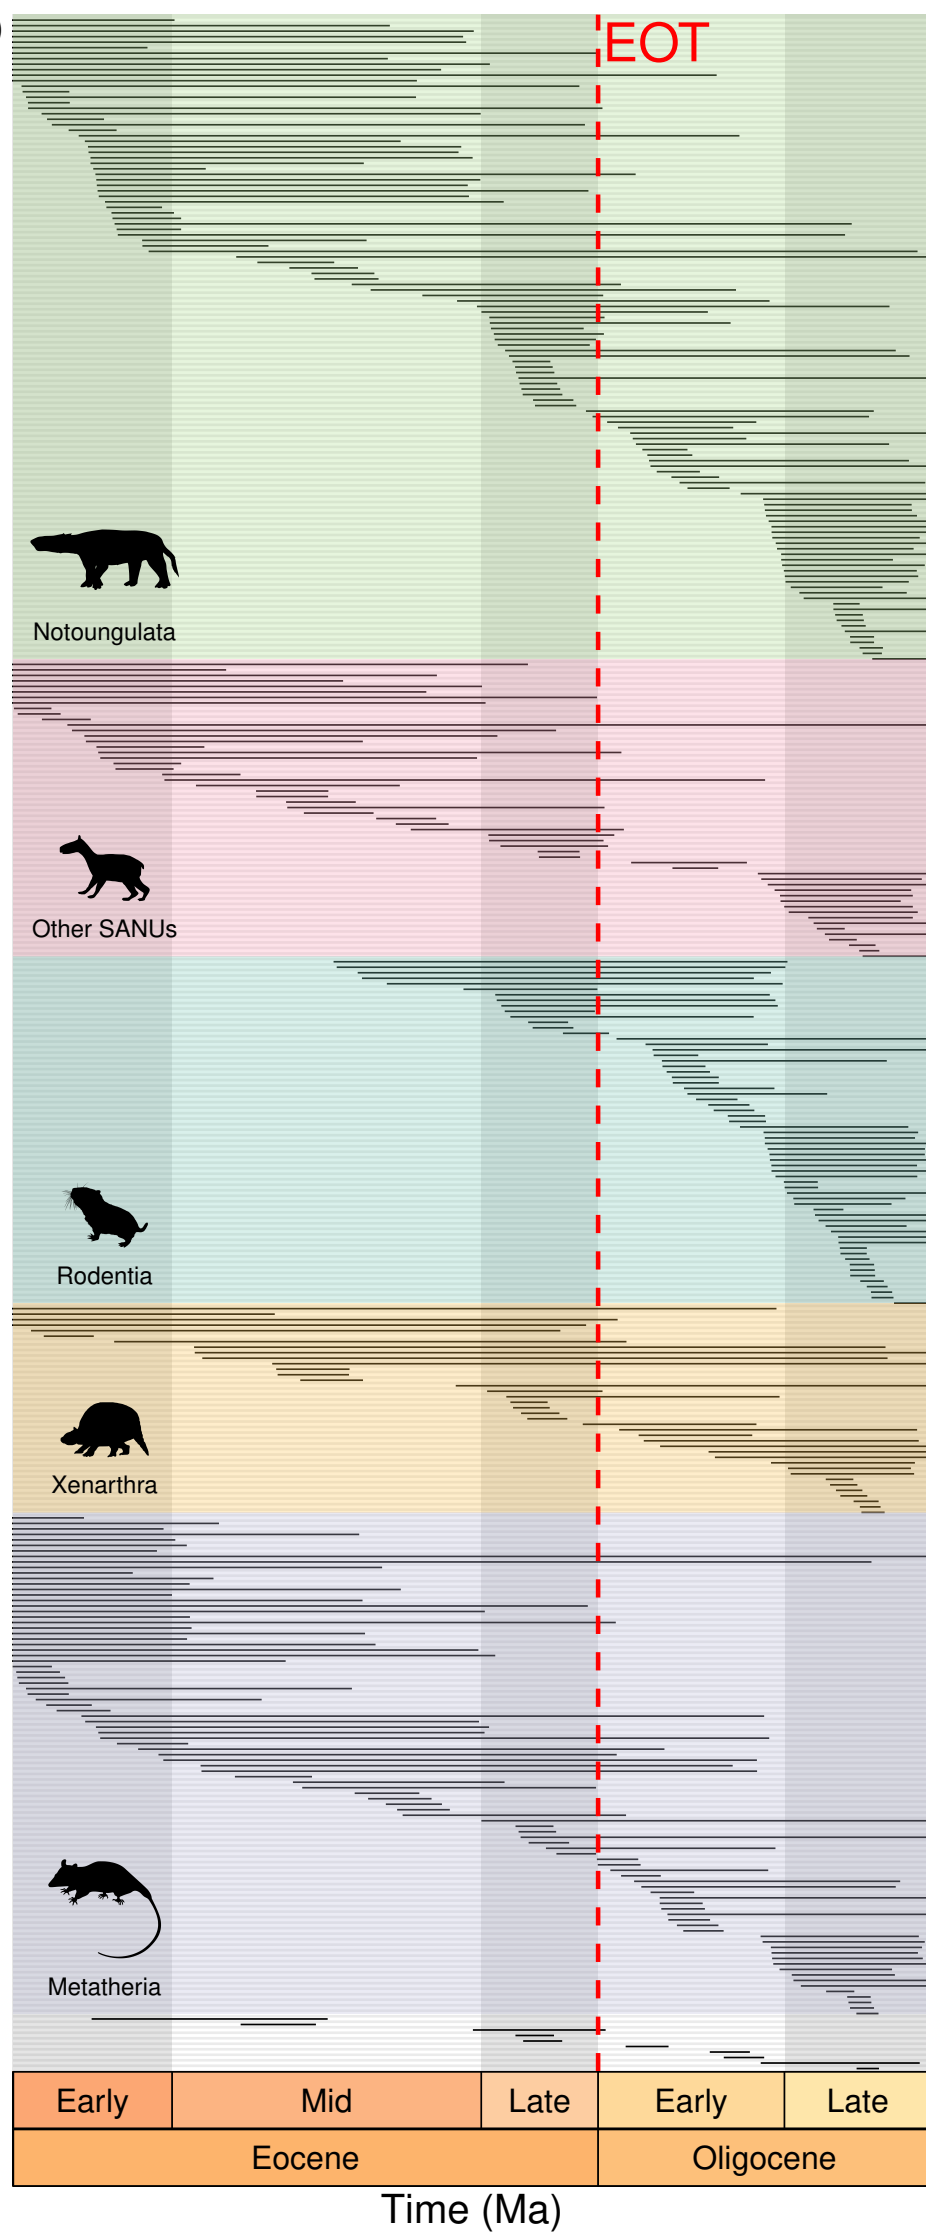 EOT
Notoungulata
Other SANUs
Rodentia
Xenarthra
Metatheria
Early Mid Late Early Late
Eocene Oligocene
Time (Ma)